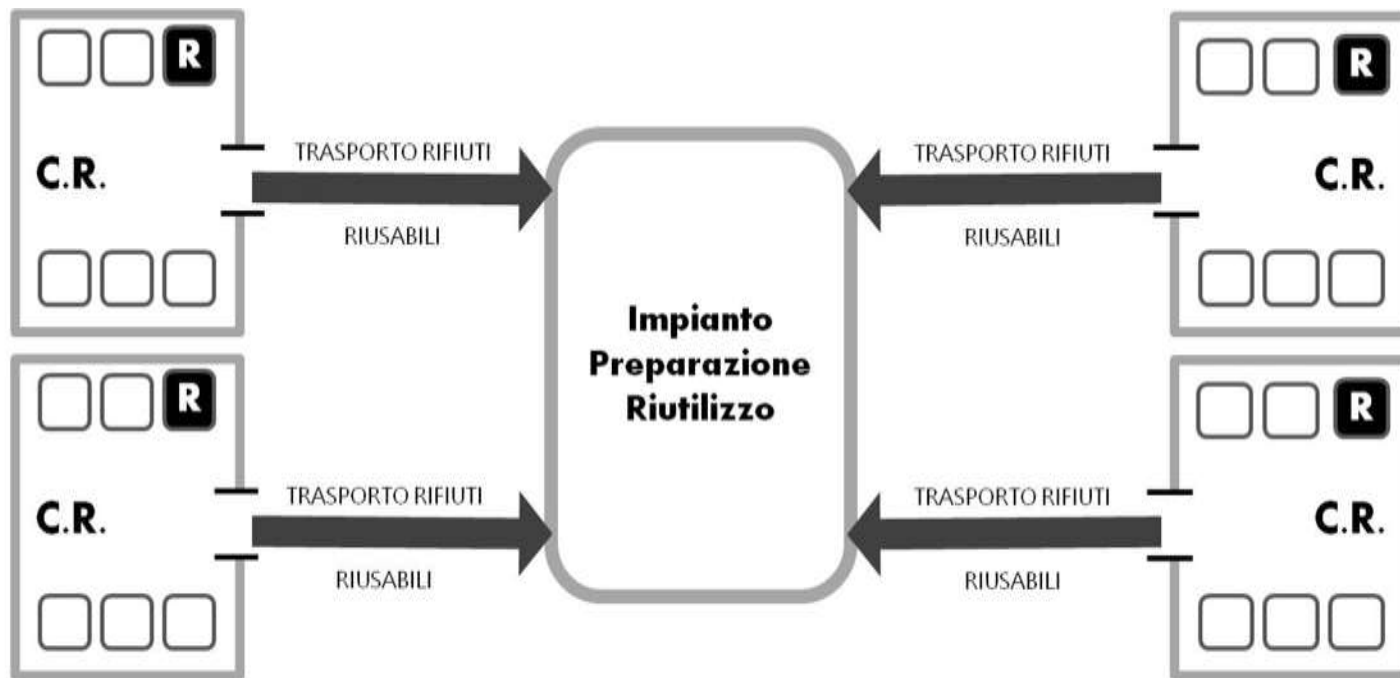 R
R
TRASPORTO RIFIUTI
TRASPORTO RIFIUTI
C.R.
C.R.
RIUSABILI
RIUSABILI
Impianto
Preparazione
Riutilizzo
R
R
TRASPORTO RIFIUTI
TRASPORTO RIFIUTI
C.R.
C.R.
RIUSABILI
RIUSABILI